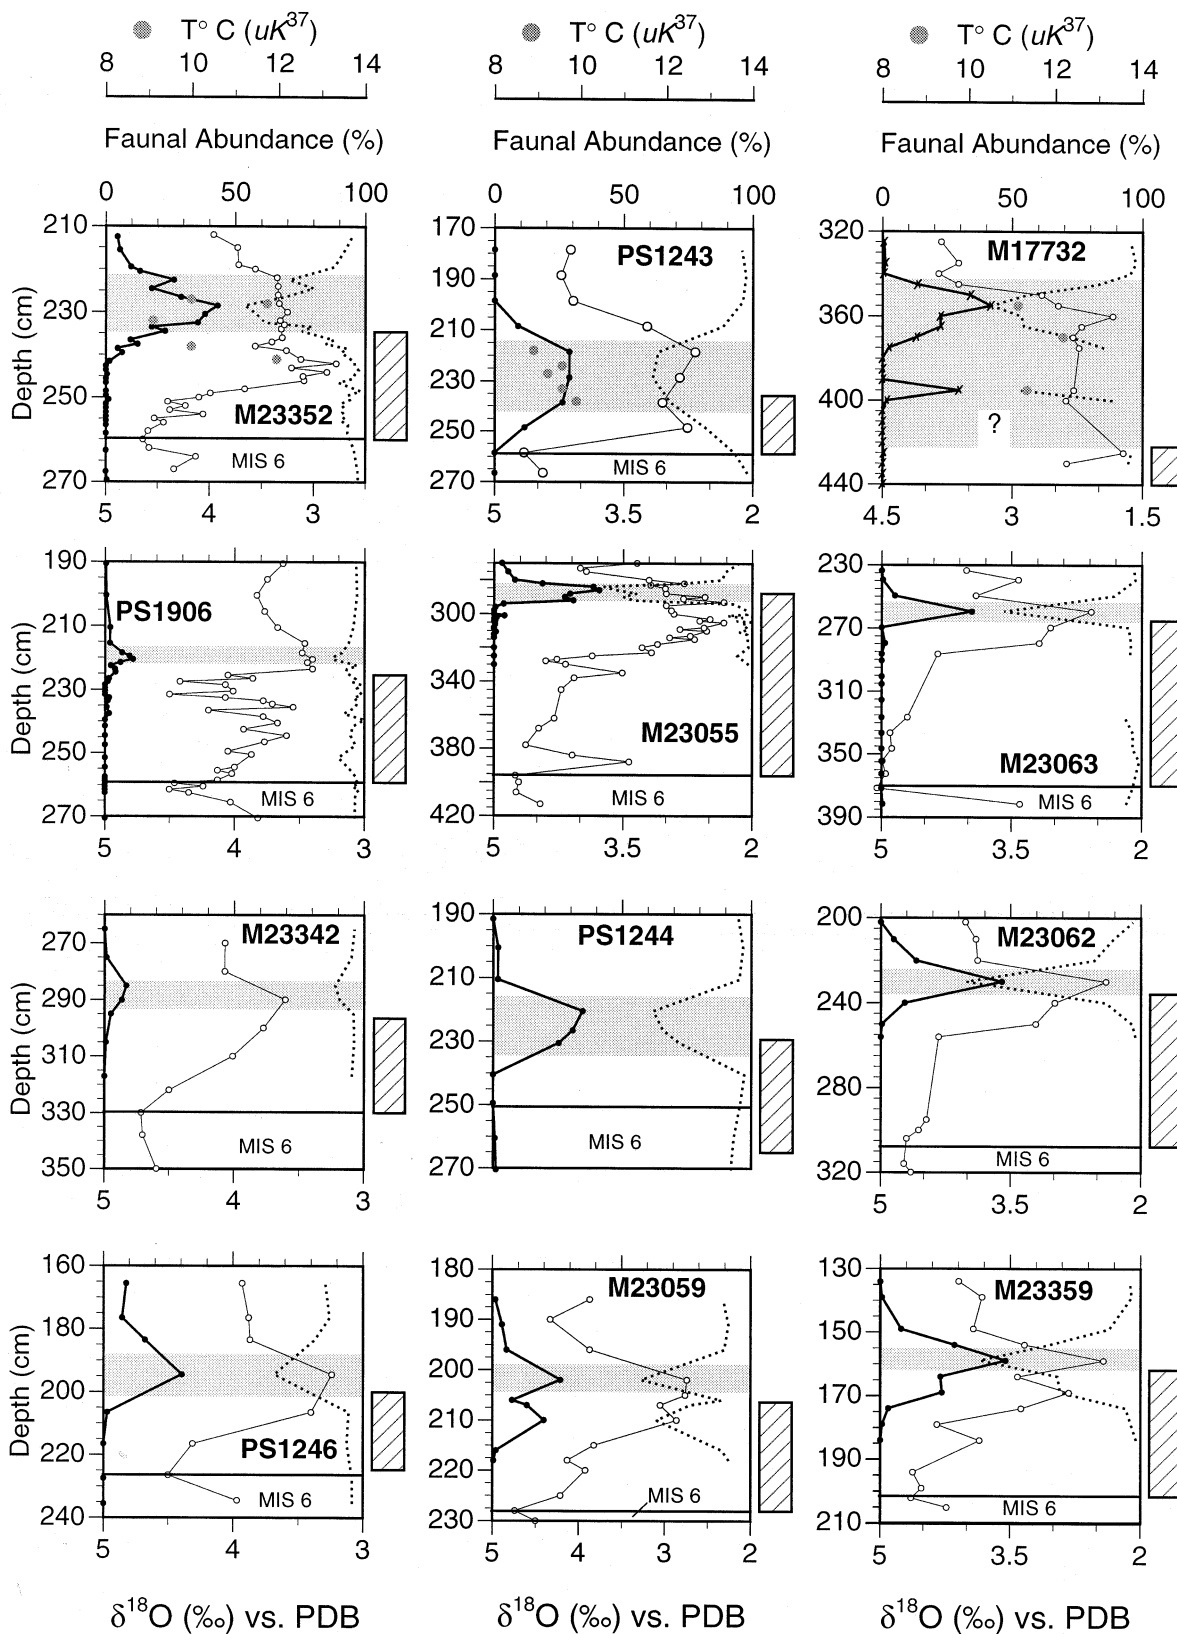 T° C (uK³⁷) T° C (uK³⁷) T° C (uK³⁷)
8 10 12 14 8 10 12 14 8 10 12 14
Faunal Abundance (%) Faunal Abundance (%) Faunal Abundance (%)
0 50 100 0 50 100 0 50 100
Depth (cm)
210
230
250
270
M23352
MIS 6
5 4 3
170
190
210
230
250
270
PS1243
MIS 6
5 3.5 2
320
360
400
440
M17732
?
4.5 3 1.5
Depth (cm)
190
210
230
250
270
PS1906
MIS 6
5 4 3
300
340
380
420
M23055
MIS 6
5 3.5 2
230
270
310
350
390
M23063
MIS 6
5 3.5 2
Depth (cm)
270
290
310
330
350
M23342
MIS 6
5 4 3
190
210
230
250
270
PS1244
MIS 6
200
240
280
320
M23062
MIS 6
5 3.5 2
Depth (cm)
160
180
200
220
240
PS1246
MIS 6
5 4 3
180
190
200
210
220
230
M23059
MIS 6
5 4 3 2
130
150
170
190
210
M23359
MIS 6
5 3.5 2
δ¹⁸O (‰) vs. PDB δ¹⁸O (‰) vs. PDB δ¹⁸O (‰) vs. PDB